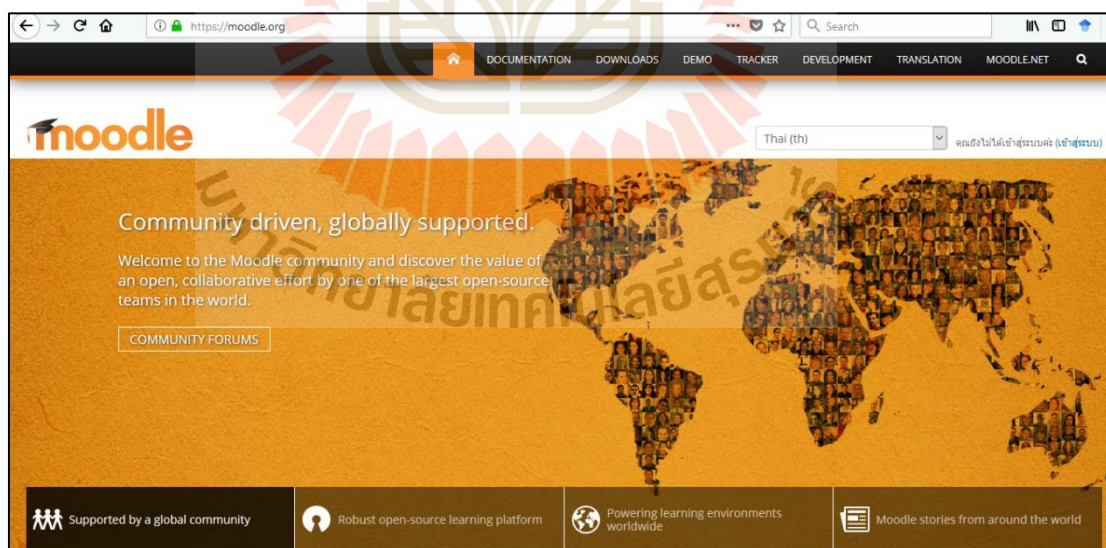 https://moodle.org
Search
DOCUMENTATION DOWNLOADS DEMO TRACKER DEVELOPMENT TRANSLATION MOODLE.NET
moodle
Thai (th)
คุณยังไม่ได้เข้าสู่ระบบค่ะ (เข้าสู่ระบบ)
Community driven, globally supported.
Welcome to the Moodle community and discover the value of
an open, collaborative effort by one of the largest open-source
teams in the world.
COMMUNITY FORUMS
มหาวิทยาลัยเทคโนโลยีสุรนารี
Supported by a global community
Robust open-source learning platform
Powering learning environments
worldwide
Moodle stories from around the world